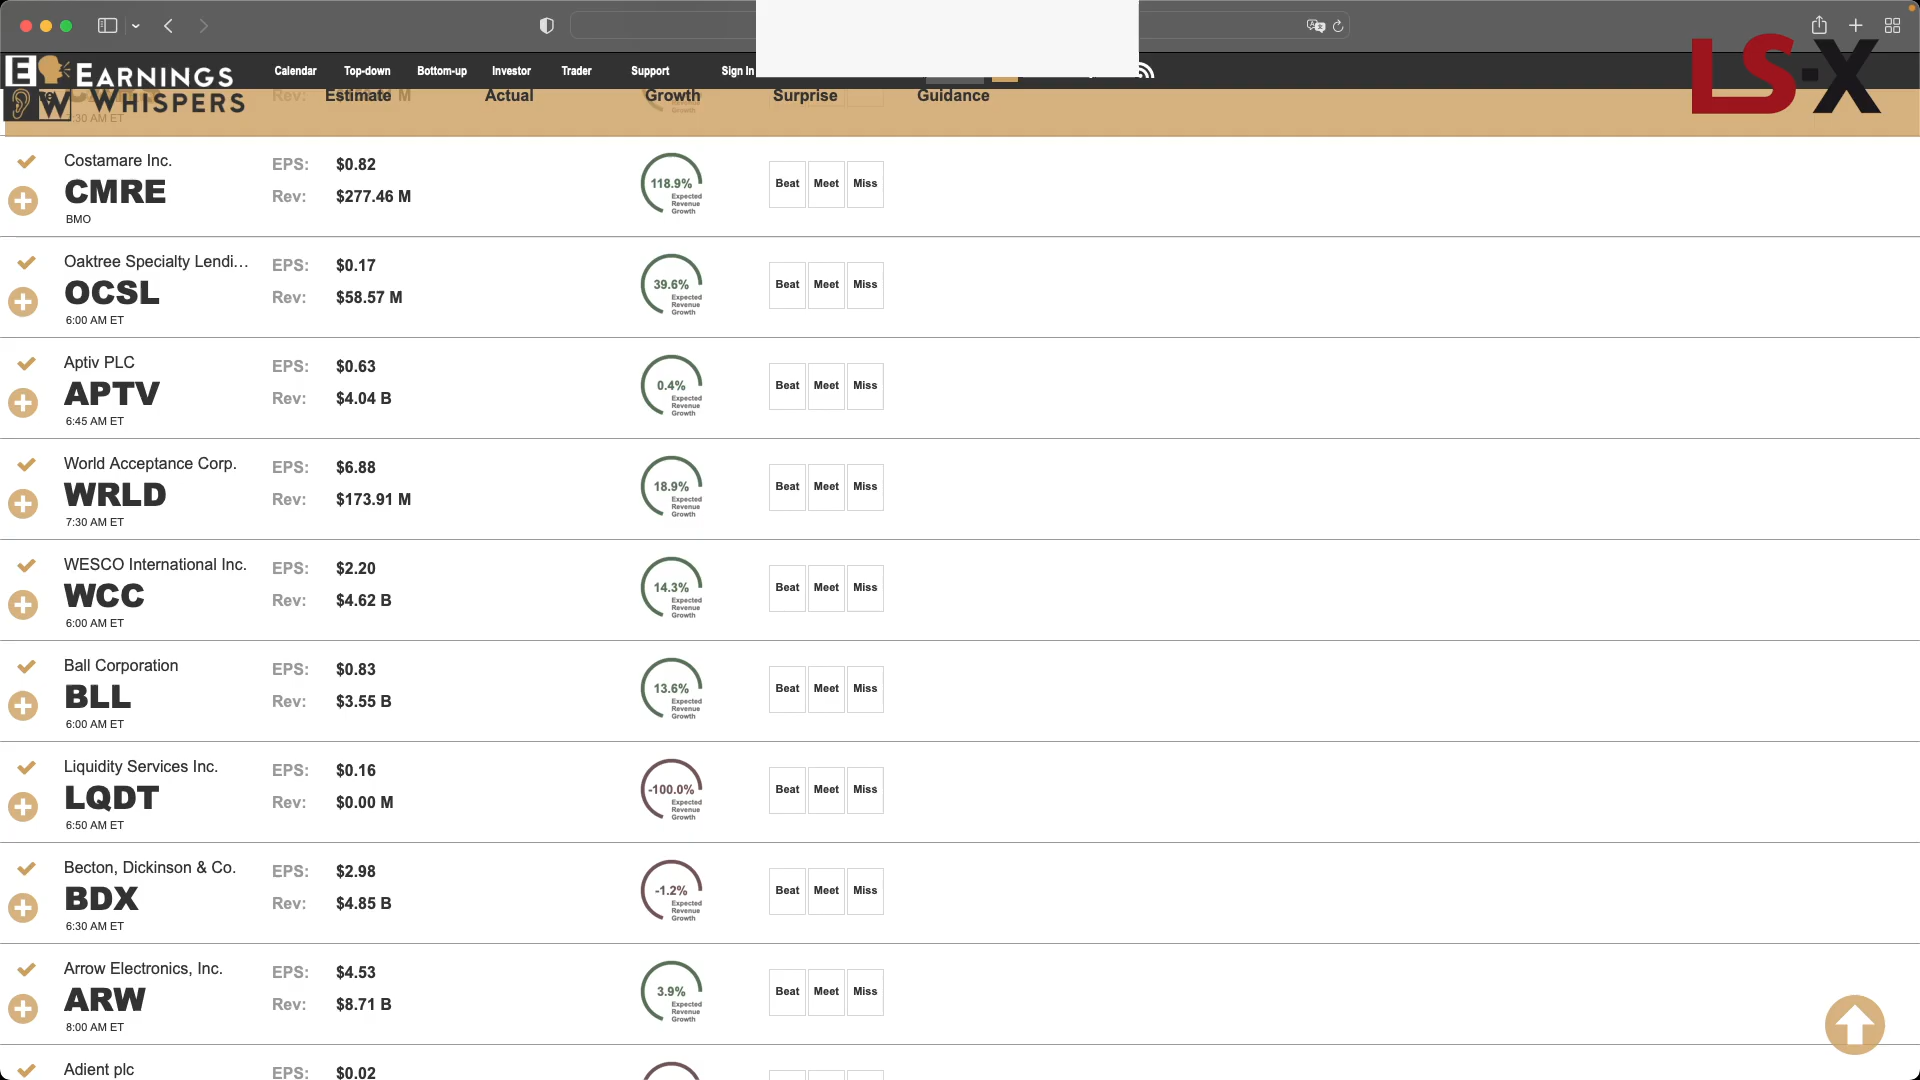 EARNINGS
WHISPERS
Calendar Top-down Bottom-up Investor Trader Support Sign In
Rev: Estimate M Actual Growth Surprise Guidance
7:30 AM ET
LS-X
Costamare Inc.
CMRE
BMO
EPS: $0.82
Rev: $277.46 M
118.9%
Expected
Revenue
Growth
Beat Meet Miss
Oaktree Specialty Lendi...
OCSL
6:00 AM ET
EPS: $0.17
Rev: $58.57 M
39.6%
Expected
Revenue
Growth
Beat Meet Miss
Aptiv PLC
APTV
6:45 AM ET
EPS: $0.63
Rev: $4.04 B
0.4%
Expected
Revenue
Growth
Beat Meet Miss
World Acceptance Corp.
WRLD
7:30 AM ET
EPS: $6.88
Rev: $173.91 M
18.9%
Expected
Revenue
Growth
Beat Meet Miss
WESCO International Inc.
WCC
6:00 AM ET
EPS: $2.20
Rev: $4.62 B
14.3%
Expected
Revenue
Growth
Beat Meet Miss
Ball Corporation
BLL
6:00 AM ET
EPS: $0.83
Rev: $3.55 B
13.6%
Expected
Revenue
Growth
Beat Meet Miss
Liquidity Services Inc.
LQDT
6:50 AM ET
EPS: $0.16
Rev: $0.00 M
-100.0%
Expected
Revenue
Growth
Beat Meet Miss
Becton, Dickinson & Co.
BDX
6:30 AM ET
EPS: $2.98
Rev: $4.85 B
-1.2%
Expected
Revenue
Growth
Beat Meet Miss
Arrow Electronics, Inc.
ARW
8:00 AM ET
EPS: $4.53
Rev: $8.71 B
3.9%
Expected
Revenue
Growth
Beat Meet Miss
Adient plc
EPS: $0.02